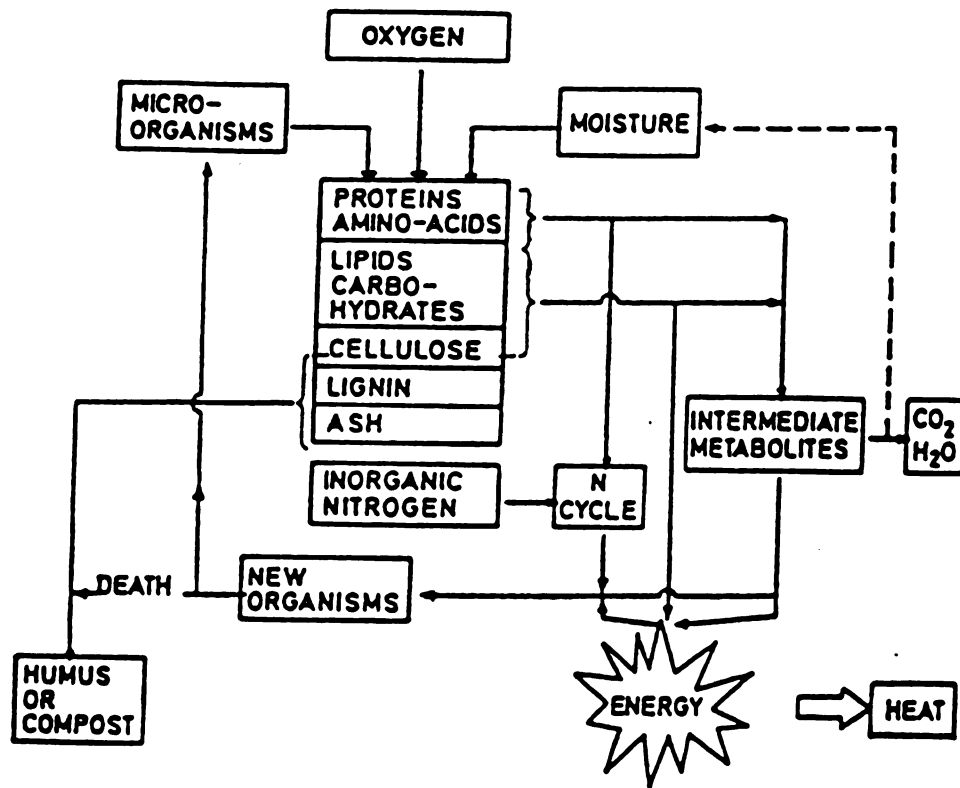 OXYGEN
MICRO-
ORGANISMS
MOISTURE
PROTEINS
AMINO-ACIDS
LIPIDS
CARBO-
HYDRATES
CELLULOSE
LIGNIN
ASH
INTERMEDIATE
METABOLITES
CO₂
H₂O
INORGANIC
NITROGEN
N
CYCLE
DEATH
NEW
ORGANISMS
HUMUS
OR
COMPOST
ENERGY
HEAT